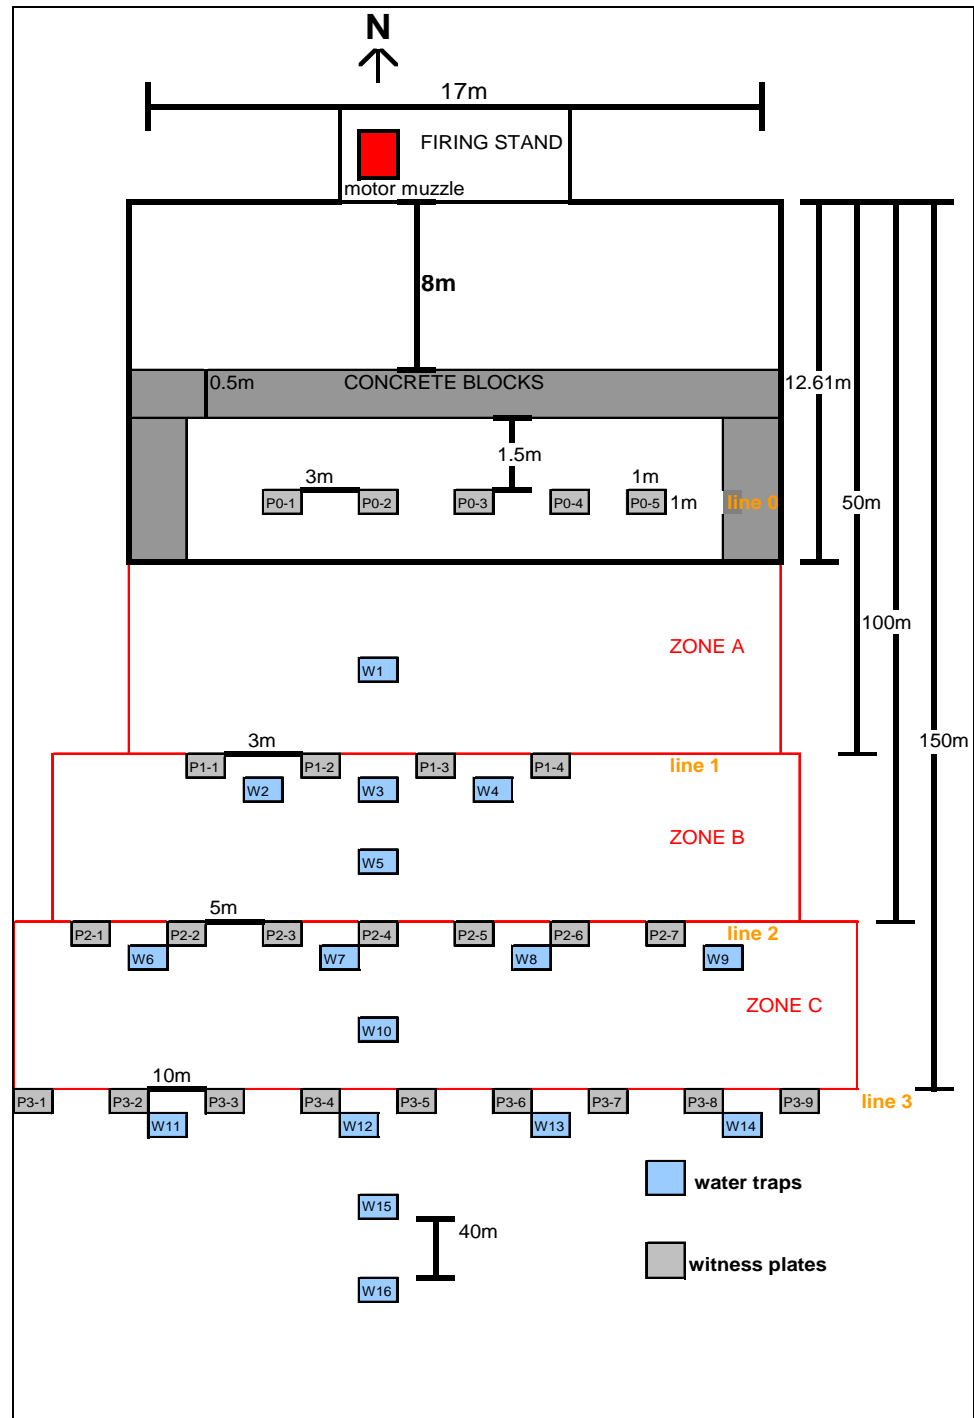 N
17m
FIRING STAND
motor muzzle
8m
0.5m CONCRETE BLOCKS 12.61m
1.5m
3m 1m
P0-1 P0-2 P0-3 P0-4 P0-5 1m line 0 50m
100m
ZONE A
W1
3m 150m
P1-1 P1-2 P1-3 P1-4 line 1
W2 W3 W4
ZONE B
W5
5m
P2-1 P2-2 P2-3 P2-4 P2-5 P2-6 P2-7 line 2
W6 W7 W8 W9
ZONE C
W10
10m
P3-1 P3-2 P3-3 P3-4 P3-5 P3-6 P3-7 P3-8 P3-9 line 3
W11 W12 W13 W14
water traps
W15
40m
witness plates
W16